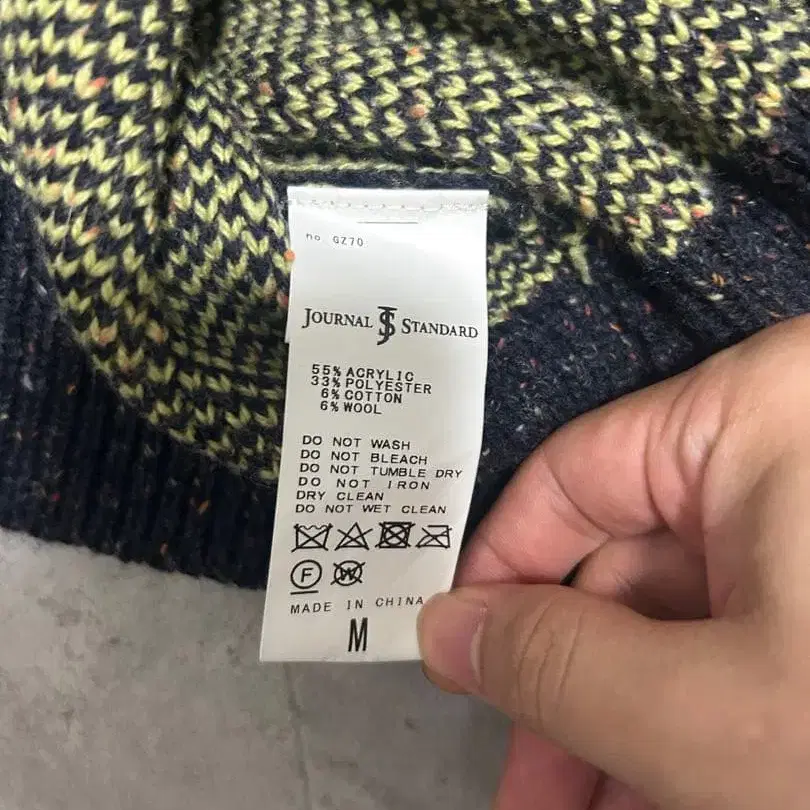 no. GZ70
JOURNAL JS STANDARD
55% ACRYLIC
33% POLYESTER
6% COTTON
6% WOOL
DO NOT WASH
DO NOT BLEACH
DO NOT TUMBLE DRY
DO NOT IRON
DRY CLEAN
DO NOT WET CLEAN
F W
MADE IN CHINA
M